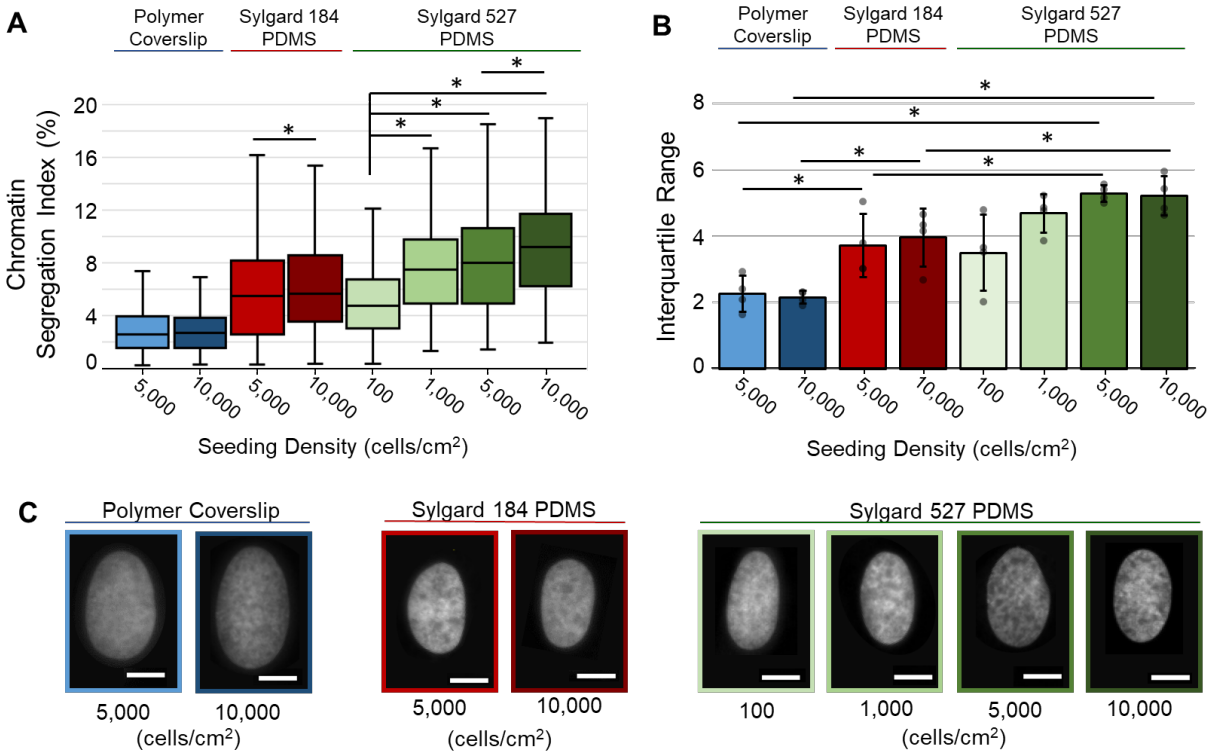 A
Polymer
Coverslip
Sylgard 184
PDMS
Sylgard 527
PDMS
Chromatin
Segregation Index (%)
20
16
12
8
4
0
*
*
*
*
*
5,000
10,000
5,000
10,000
100
1,000
5,000
10,000
Seeding Density (cells/cm²)
B
Polymer
Coverslip
Sylgard 184
PDMS
Sylgard 527
PDMS
Interquartile Range
8
6
4
2
0
*
*
*
*
*
*
5,000
10,000
5,000
10,000
100
1,000
5,000
10,000
Seeding Density (cells/cm²)
C
Polymer Coverslip
Sylgard 184 PDMS
Sylgard 527 PDMS
5,000 10,000
(cells/cm²)
5,000 10,000
(cells/cm²)
100 1,000 5,000 10,000
(cells/cm²)